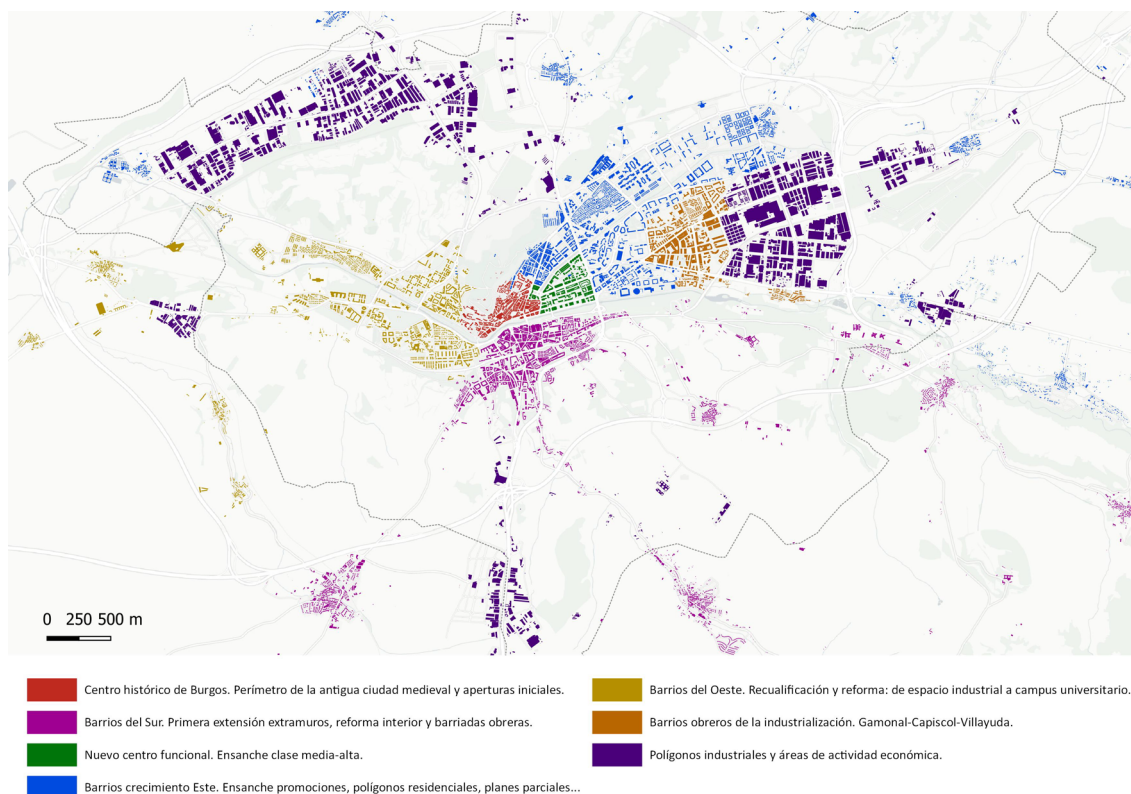 0 250 500 m
Centro histórico de Burgos. Perímetro de la antigua ciudad medieval y aperturas iniciales.
Barrios del Sur. Primera extensión extramuros, reforma interior y barriadas obreras.
Nuevo centro funcional. Ensanche clase media-alta.
Barrios crecimiento Este. Ensanche promociones, polígonos residenciales, planes parciales...
Barrios del Oeste. Recualificación y reforma: de espacio industrial a campus universitario.
Barrios obreros de la industrialización. Gamonal-Capiscol-Villayuda.
Polígonos industriales y áreas de actividad económica.